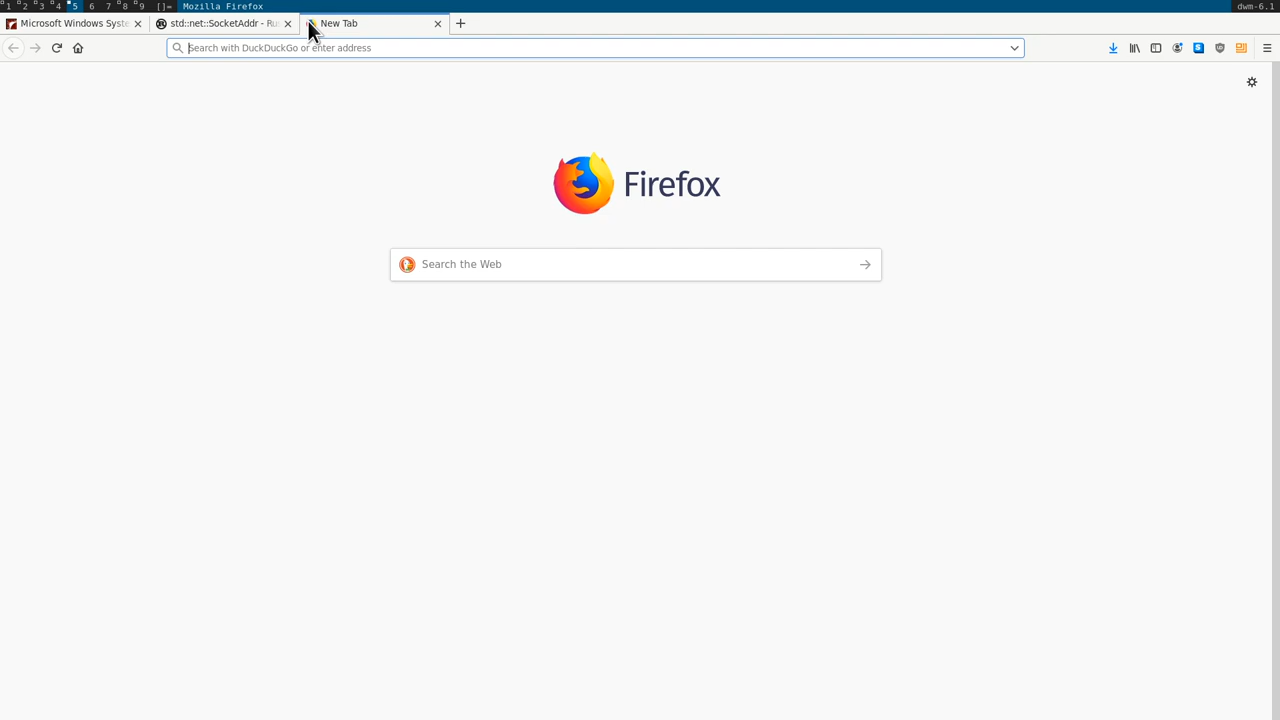 1 2 3 4 5 6 7 8 9 []= Mozilla Firefox dwm-6.1
Microsoft Windows Syste std::net::SocketAddr - Rus New Tab
Search with DuckDuckGo or enter address
Firefox
Search the Web